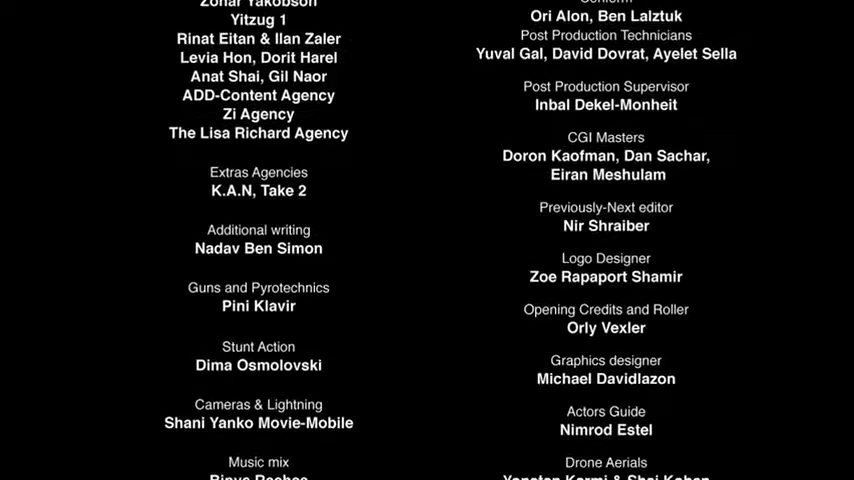 Zohar Yakobson
Yitzug 1
Rinat Eitan & Ilan Zaler
Levia Hon, Dorit Harel
Anat Shai, Gil Naor
ADD-Content Agency
Zi Agency
The Lisa Richard Agency
Extras Agencies
K.A.N, Take 2
Additional writing
Nadav Ben Simon
Guns and Pyrotechnics
Pini Klavir
Stunt Action
Dima Osmolovski
Cameras & Lightning
Shani Yanko Movie-Mobile
Music mix
Conform
Ori Alon, Ben Lalztuk
Post Production Technicians
Yuval Gal, David Dovrat, Ayelet Sella
Post Production Supervisor
Inbal Dekel-Monheit
CGI Masters
Doron Kaofman, Dan Sachar,
Eiran Meshulam
Previously-Next editor
Nir Shraiber
Logo Designer
Zoe Rapaport Shamir
Opening Credits and Roller
Orly Vexler
Graphics designer
Michael Davidlazon
Actors Guide
Nimrod Estel
Drone Aerials